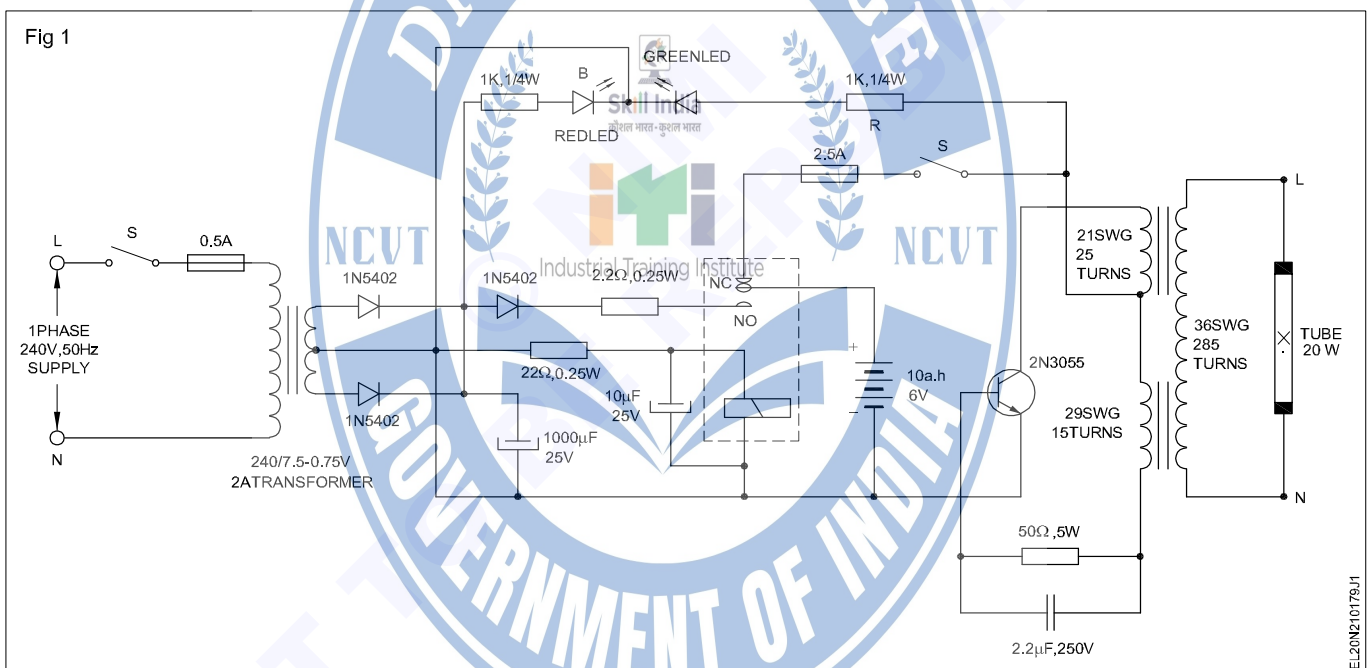 Fig 1
GREENLED
1K,1/4W
B
1K,1/4W
Skill India
कौशल भारत-कुशल भारत
REDLED
R
2.5A
S
L
NCVT
NCVT
L
S
0.5A
21SWG
25
TURNS
1N5402
1N5402
Industrial Training Institute
2.2Ω,0.25W
NC
NO
1PHASE
240V,50Hz
SUPPLY
36SWG
285
TURNS
TUBE
20 W
22Ω,0.25W
+
2N3055
10a.h
6V
10µF
25V
–
1N5402
29SWG
15TURNS
1000µF
25V
N
240/7.5-0.75V
2ATRANSFORMER
N
50Ω,5W
2.2µF,250V
GOVERNMENT OF INDIA
EL20N210179J1